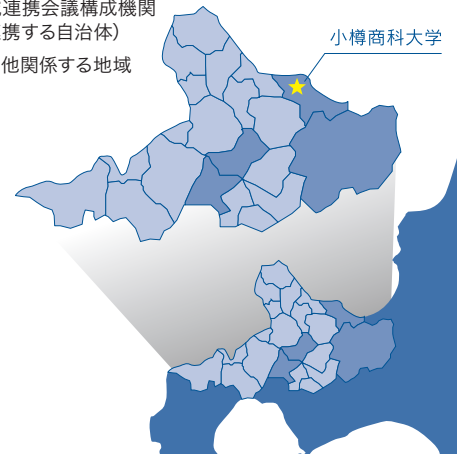 連携会議構成機関
携する自治体）
他関係する地域
小樽商科大学